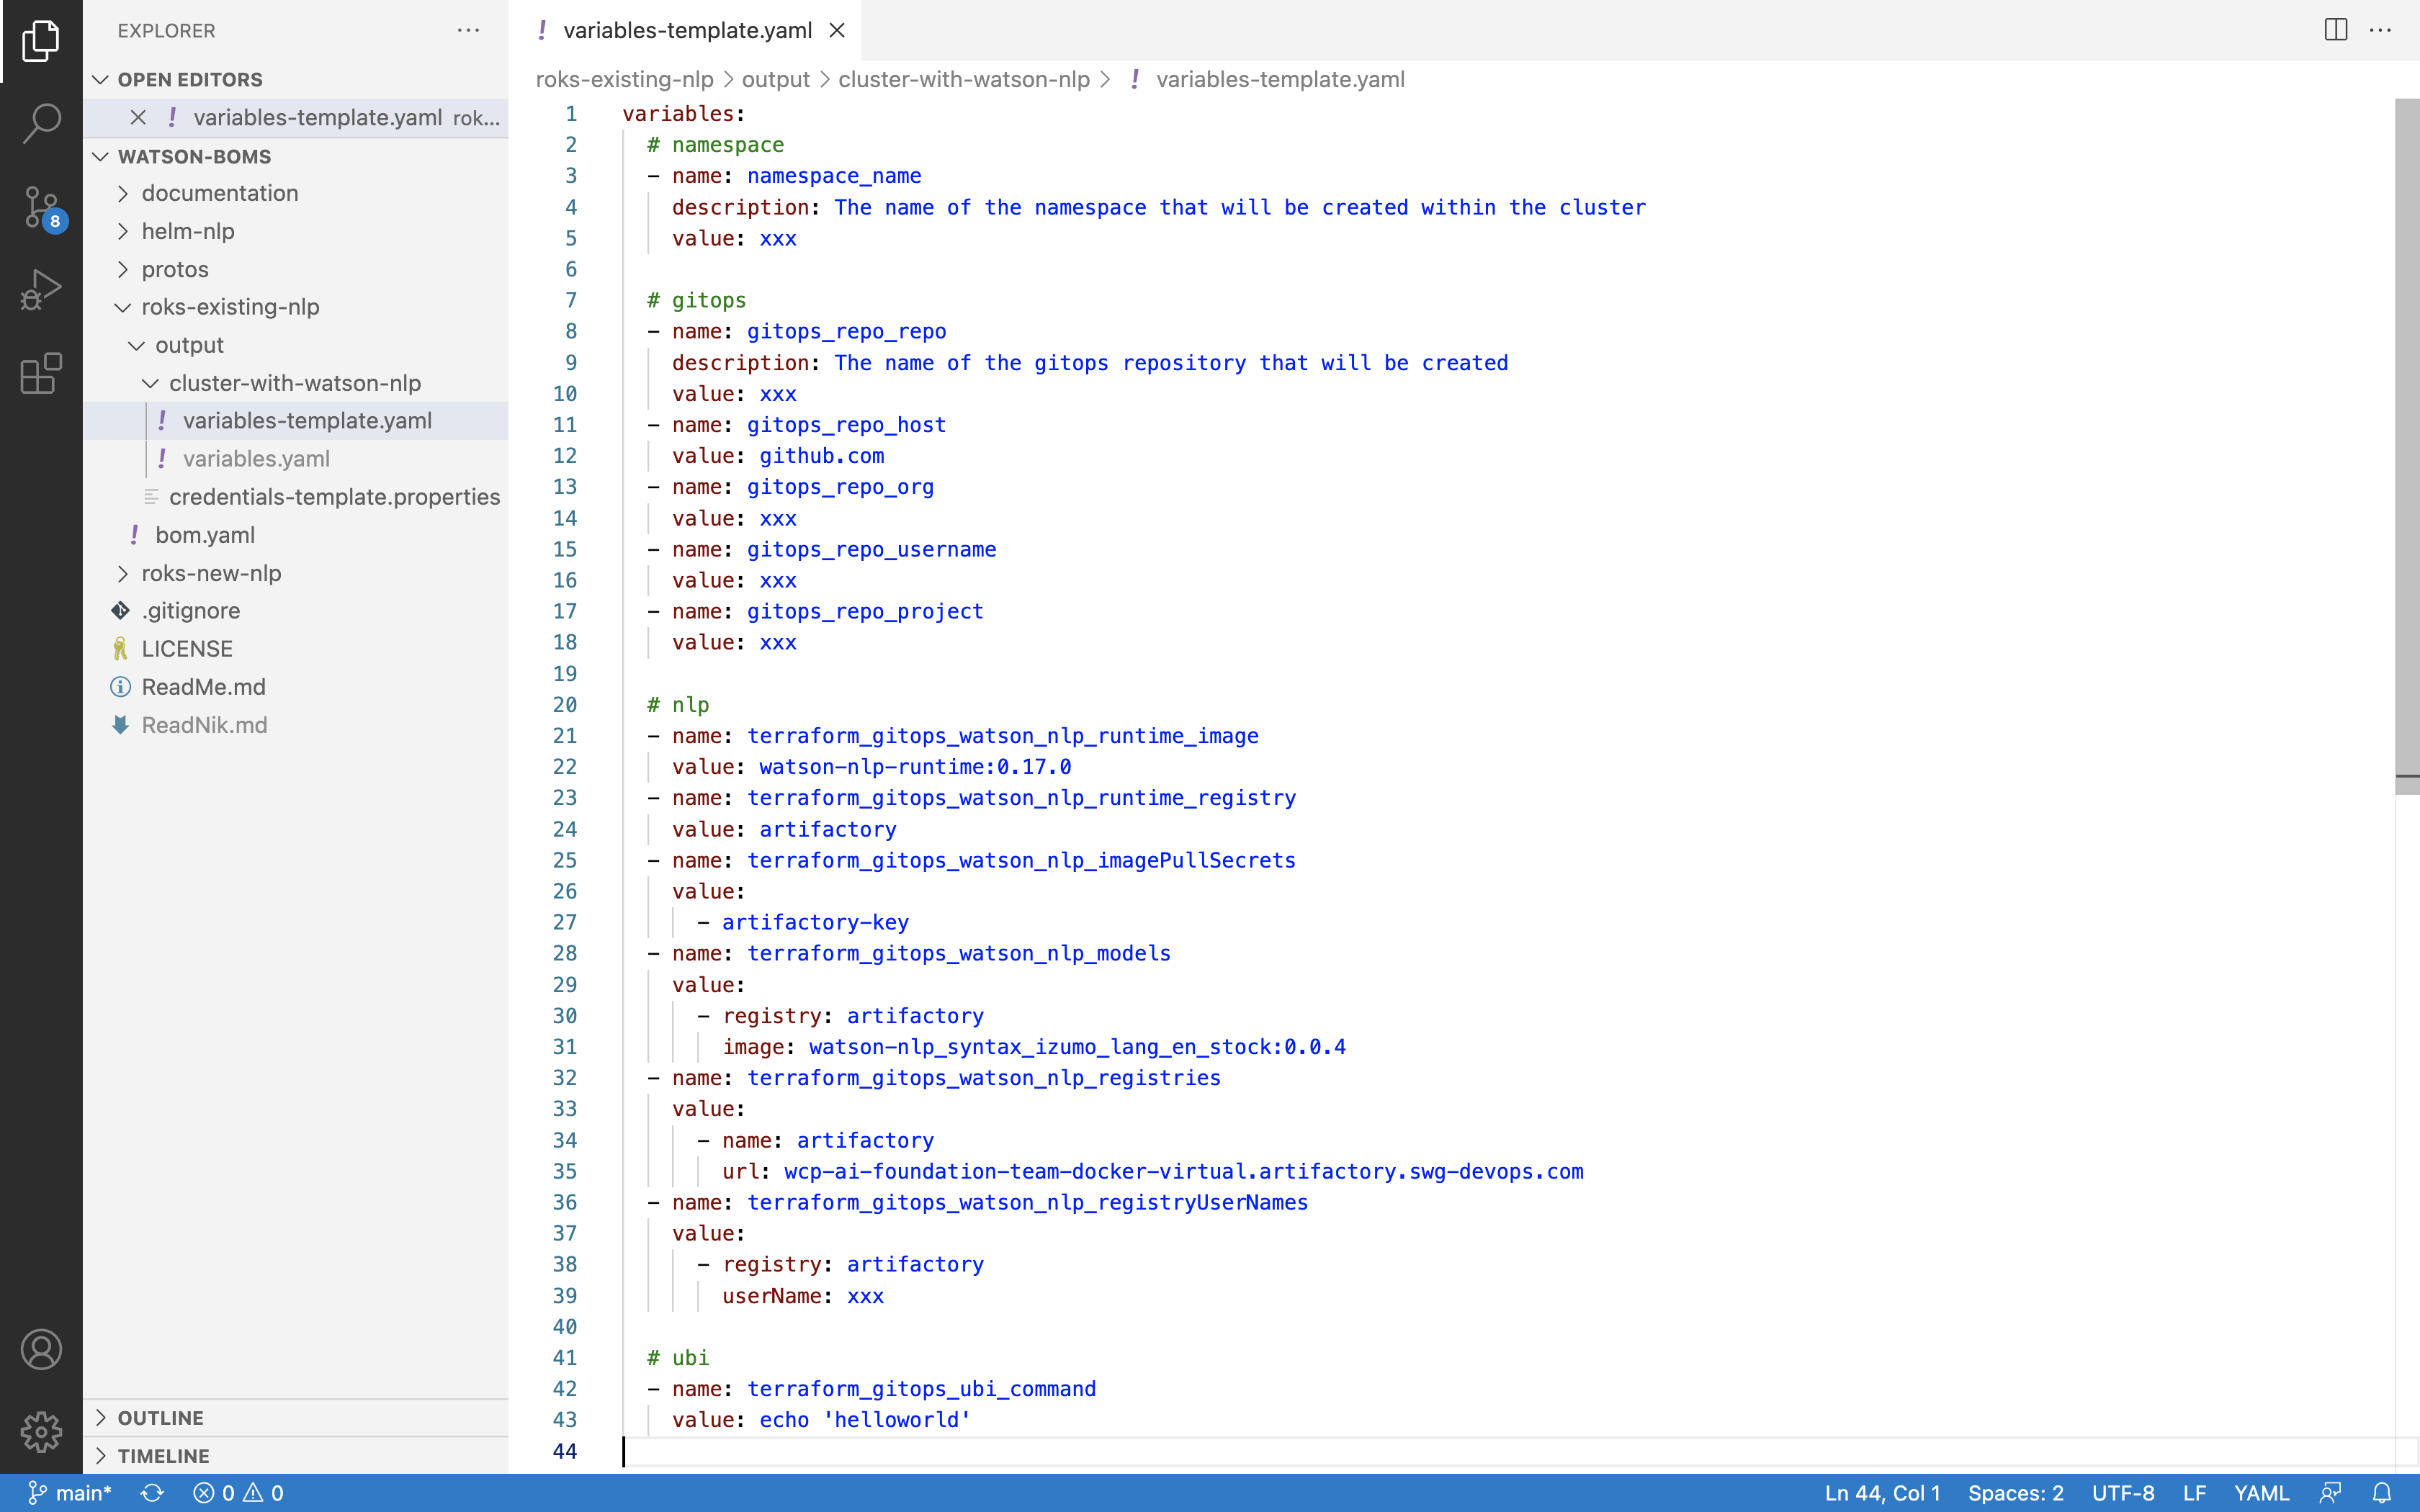 EXPLORER
OPEN EDITORS
variables-template.yaml rok...
WATSON-BOMS
documentation
helm-nlp
protos
roks-existing-nlp
output
cluster-with-watson-nlp
variables-template.yaml
variables.yaml
credentials-template.properties
bom.yaml
roks-new-nlp
.gitignore
LICENSE
ReadMe.md
ReadNik.md
OUTLINE
TIMELINE
8
variables-template.yaml
roks-existing-nlp > output > cluster-with-watson-nlp > ! variables-template.yaml
1 variables:
2   # namespace
3   - name: namespace_name
4     description: The name of the namespace that will be created within the cluster
5     value: xxx
6
7   # gitops
8   - name: gitops_repo_repo
9     description: The name of the gitops repository that will be created
10     value: xxx
11   - name: gitops_repo_host
12     value: github.com
13   - name: gitops_repo_org
14     value: xxx
15   - name: gitops_repo_username
16     value: xxx
17   - name: gitops_repo_project
18     value: xxx
19
20   # nlp
21   - name: terraform_gitops_watson_nlp_runtime_image
22     value: watson-nlp-runtime:0.17.0
23   - name: terraform_gitops_watson_nlp_runtime_registry
24     value: artifactory
25   - name: terraform_gitops_watson_nlp_imagePullSecrets
26     value:
27       - artifactory-key
28   - name: terraform_gitops_watson_nlp_models
29     value:
30       - registry: artifactory
31         image: watson-nlp_syntax_izumo_lang_en_stock:0.0.4
32   - name: terraform_gitops_watson_nlp_registries
33     value:
34       - name: artifactory
35         url: wcp-ai-foundation-team-docker-virtual.artifactory.swg-devops.com
36   - name: terraform_gitops_watson_nlp_registryUserNames
37     value:
38       - registry: artifactory
39         userName: xxx
40
41   # ubi
42   - name: terraform_gitops_ubi_command
43     value: echo 'helloworld'
44
main* 0 0 Ln 44, Col 1 Spaces: 2 UTF-8 LF YAML